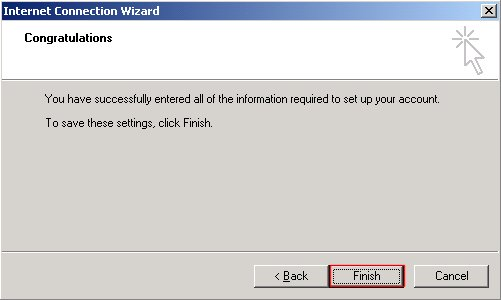 Internet Connection Wizard
Congratulations
You have successfully entered all of the information required to set up your account.
To save these settings, click Finish.
< Back
Finish
Cancel